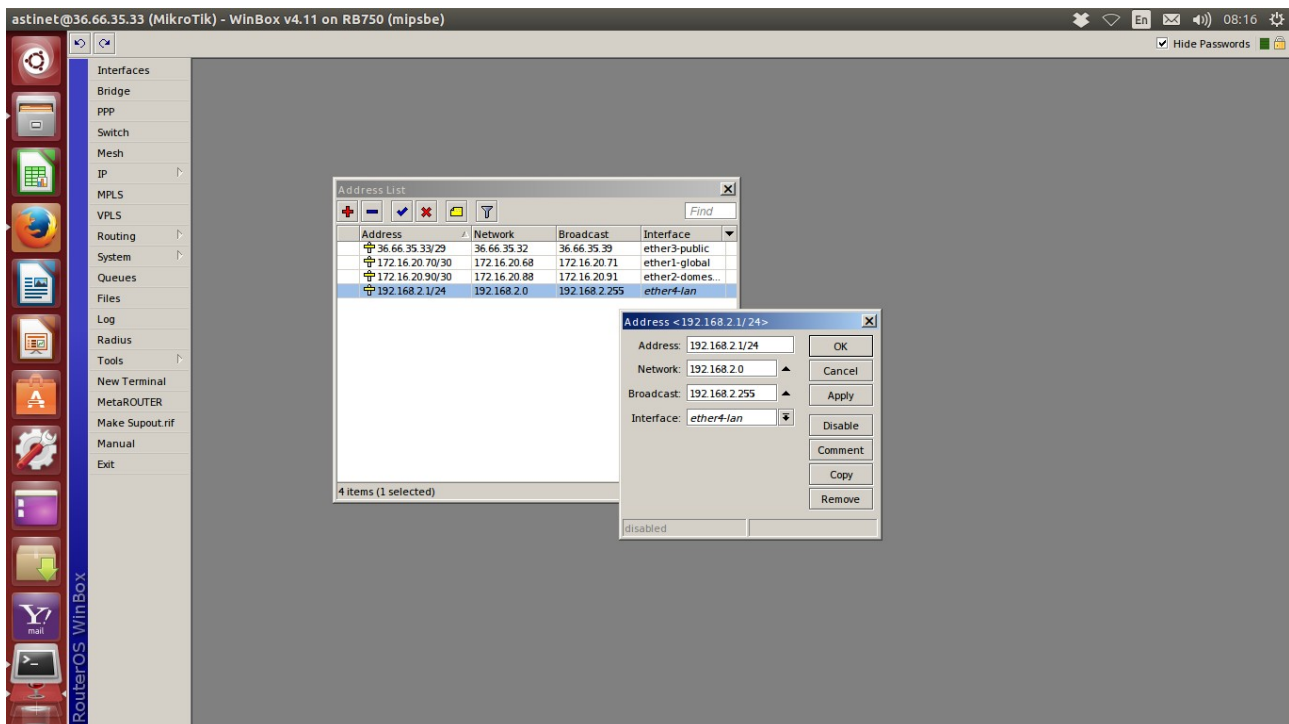 astinet@36.66.35.33 (MikroTik) - WinBox v4.11 on RB750 (mipsbe) En 08:16
Hide Passwords
Interfaces
Bridge
PPP
Switch
Mesh
IP
MPLS
VPLS
Routing
System
Queues
Files
Log
Radius
Tools
New Terminal
MetaROUTER
Make Supout.rif
Manual
Exit
RouterOS WinBox
Address List
Find
Address Network Broadcast Interface
36.66.35.33/29 36.66.35.32 36.66.35.39 ether3-public
172.16.20.70/30 172.16.20.68 172.16.20.71 ether1-global
172.16.20.90/30 172.16.20.88 172.16.20.91 ether2-domes...
192.168.2.1/24 192.168.2.0 192.168.2.255 ether4-lan
4 items (1 selected)
Address <192.168.2.1/24>
Address: 192.168.2.1/24 OK
Network: 192.168.2.0 Cancel
Broadcast: 192.168.2.255 Apply
Interface: ether4-lan Disable
Comment
Copy
Remove
disabled
Y!
mail